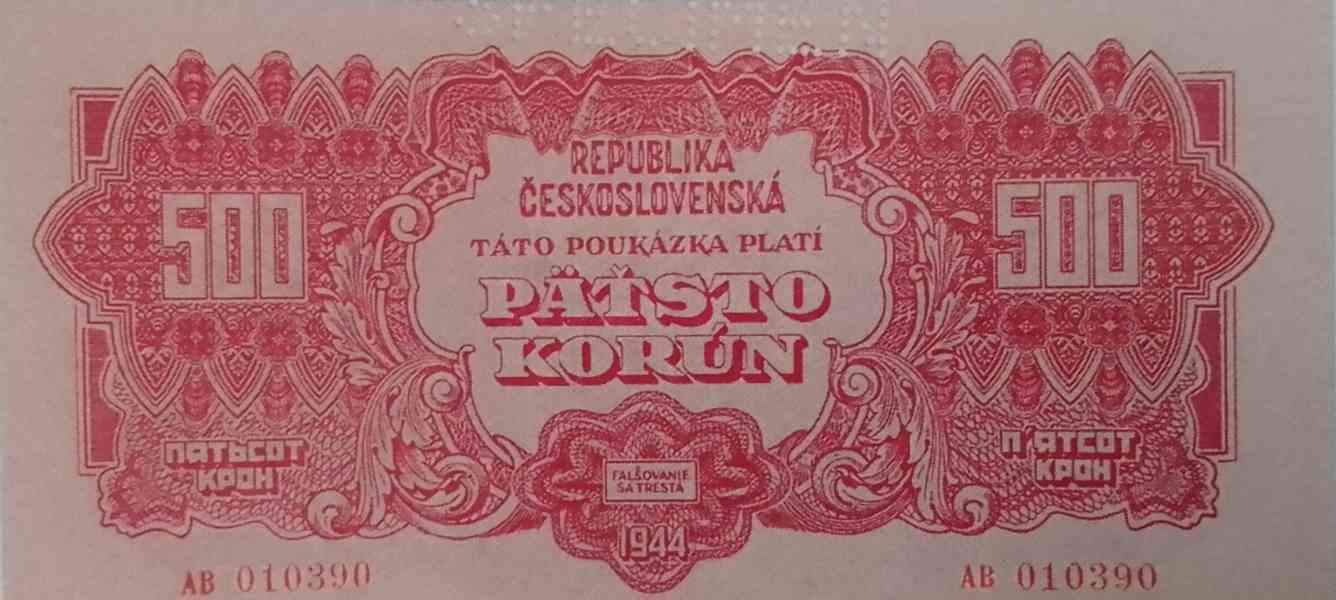 REPUBLIKA
ČESKOSLOVENSKÁ
TÁTO POUKÁZKA PLATÍ
500
PÄŤSTO
KORÚN
500
ПАТЬСОТ
КРОН
П'ЯТСОТ
КРОН
FALŠOVANIE
SA TRESTÁ
1944
AB 010390
AB 010390